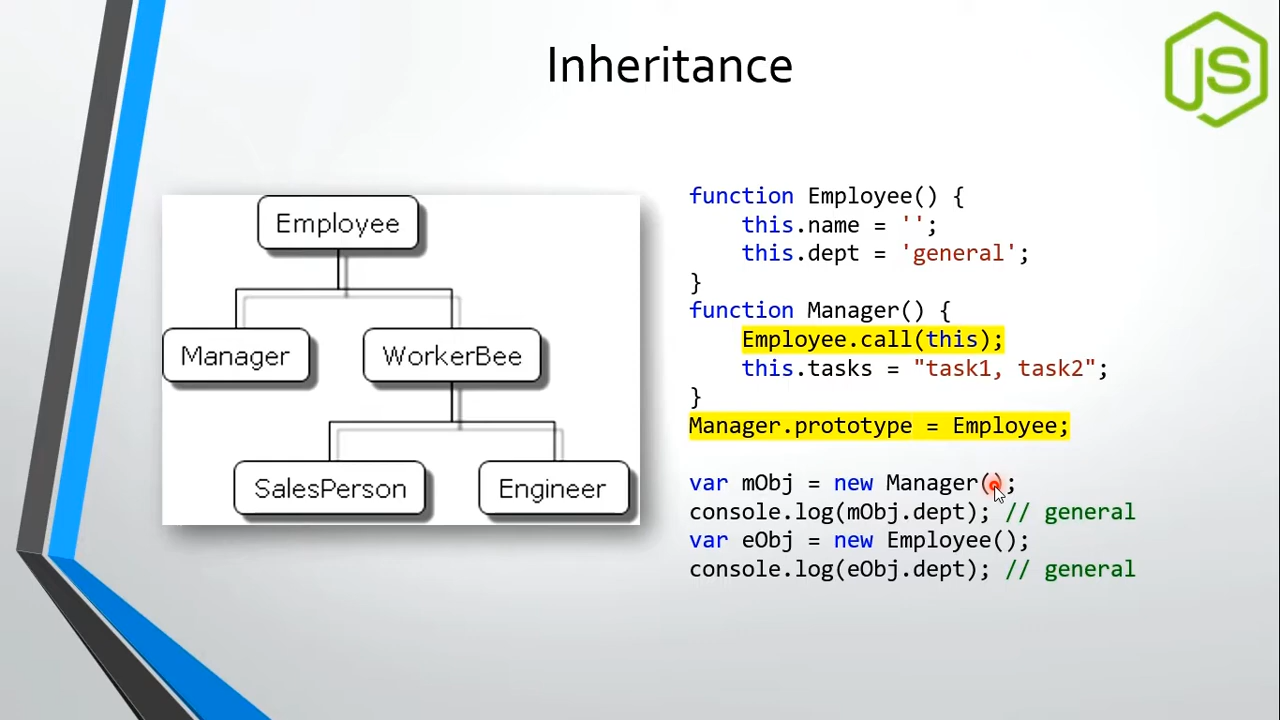 Inheritance
JS
Employee
Manager
WorkerBee
SalesPerson
Engineer
function Employee() {
    this.name = '';
    this.dept = 'general';
}
function Manager() {
    Employee.call(this);
    this.tasks = "task1, task2";
}
Manager.prototype = Employee;
var mObj = new Manager();
console.log(mObj.dept); // general
var eObj = new Employee();
console.log(eObj.dept); // general